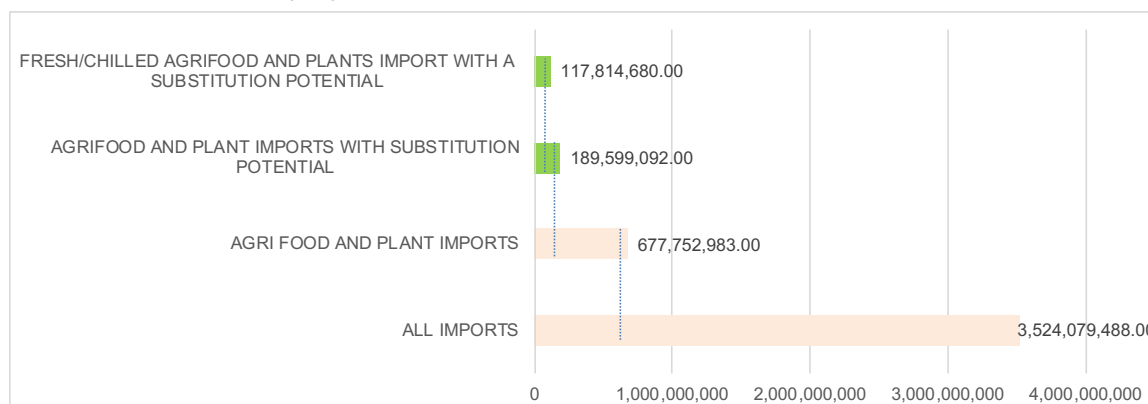 FRESH/CHILLED AGRIFOOD AND PLANTS IMPORT WITH A
SUBSTITUTION POTENTIAL
117,814,680.00
AGRIFOOD AND PLANT IMPORTS WITH SUBSTITUTION
POTENTIAL
189,599,092.00
AGRI FOOD AND PLANT IMPORTS
677,752,983.00
ALL IMPORTS
3,524,079,488.00
0 1,000,000,000 2,000,000,000 3,000,000,000 4,000,000,000